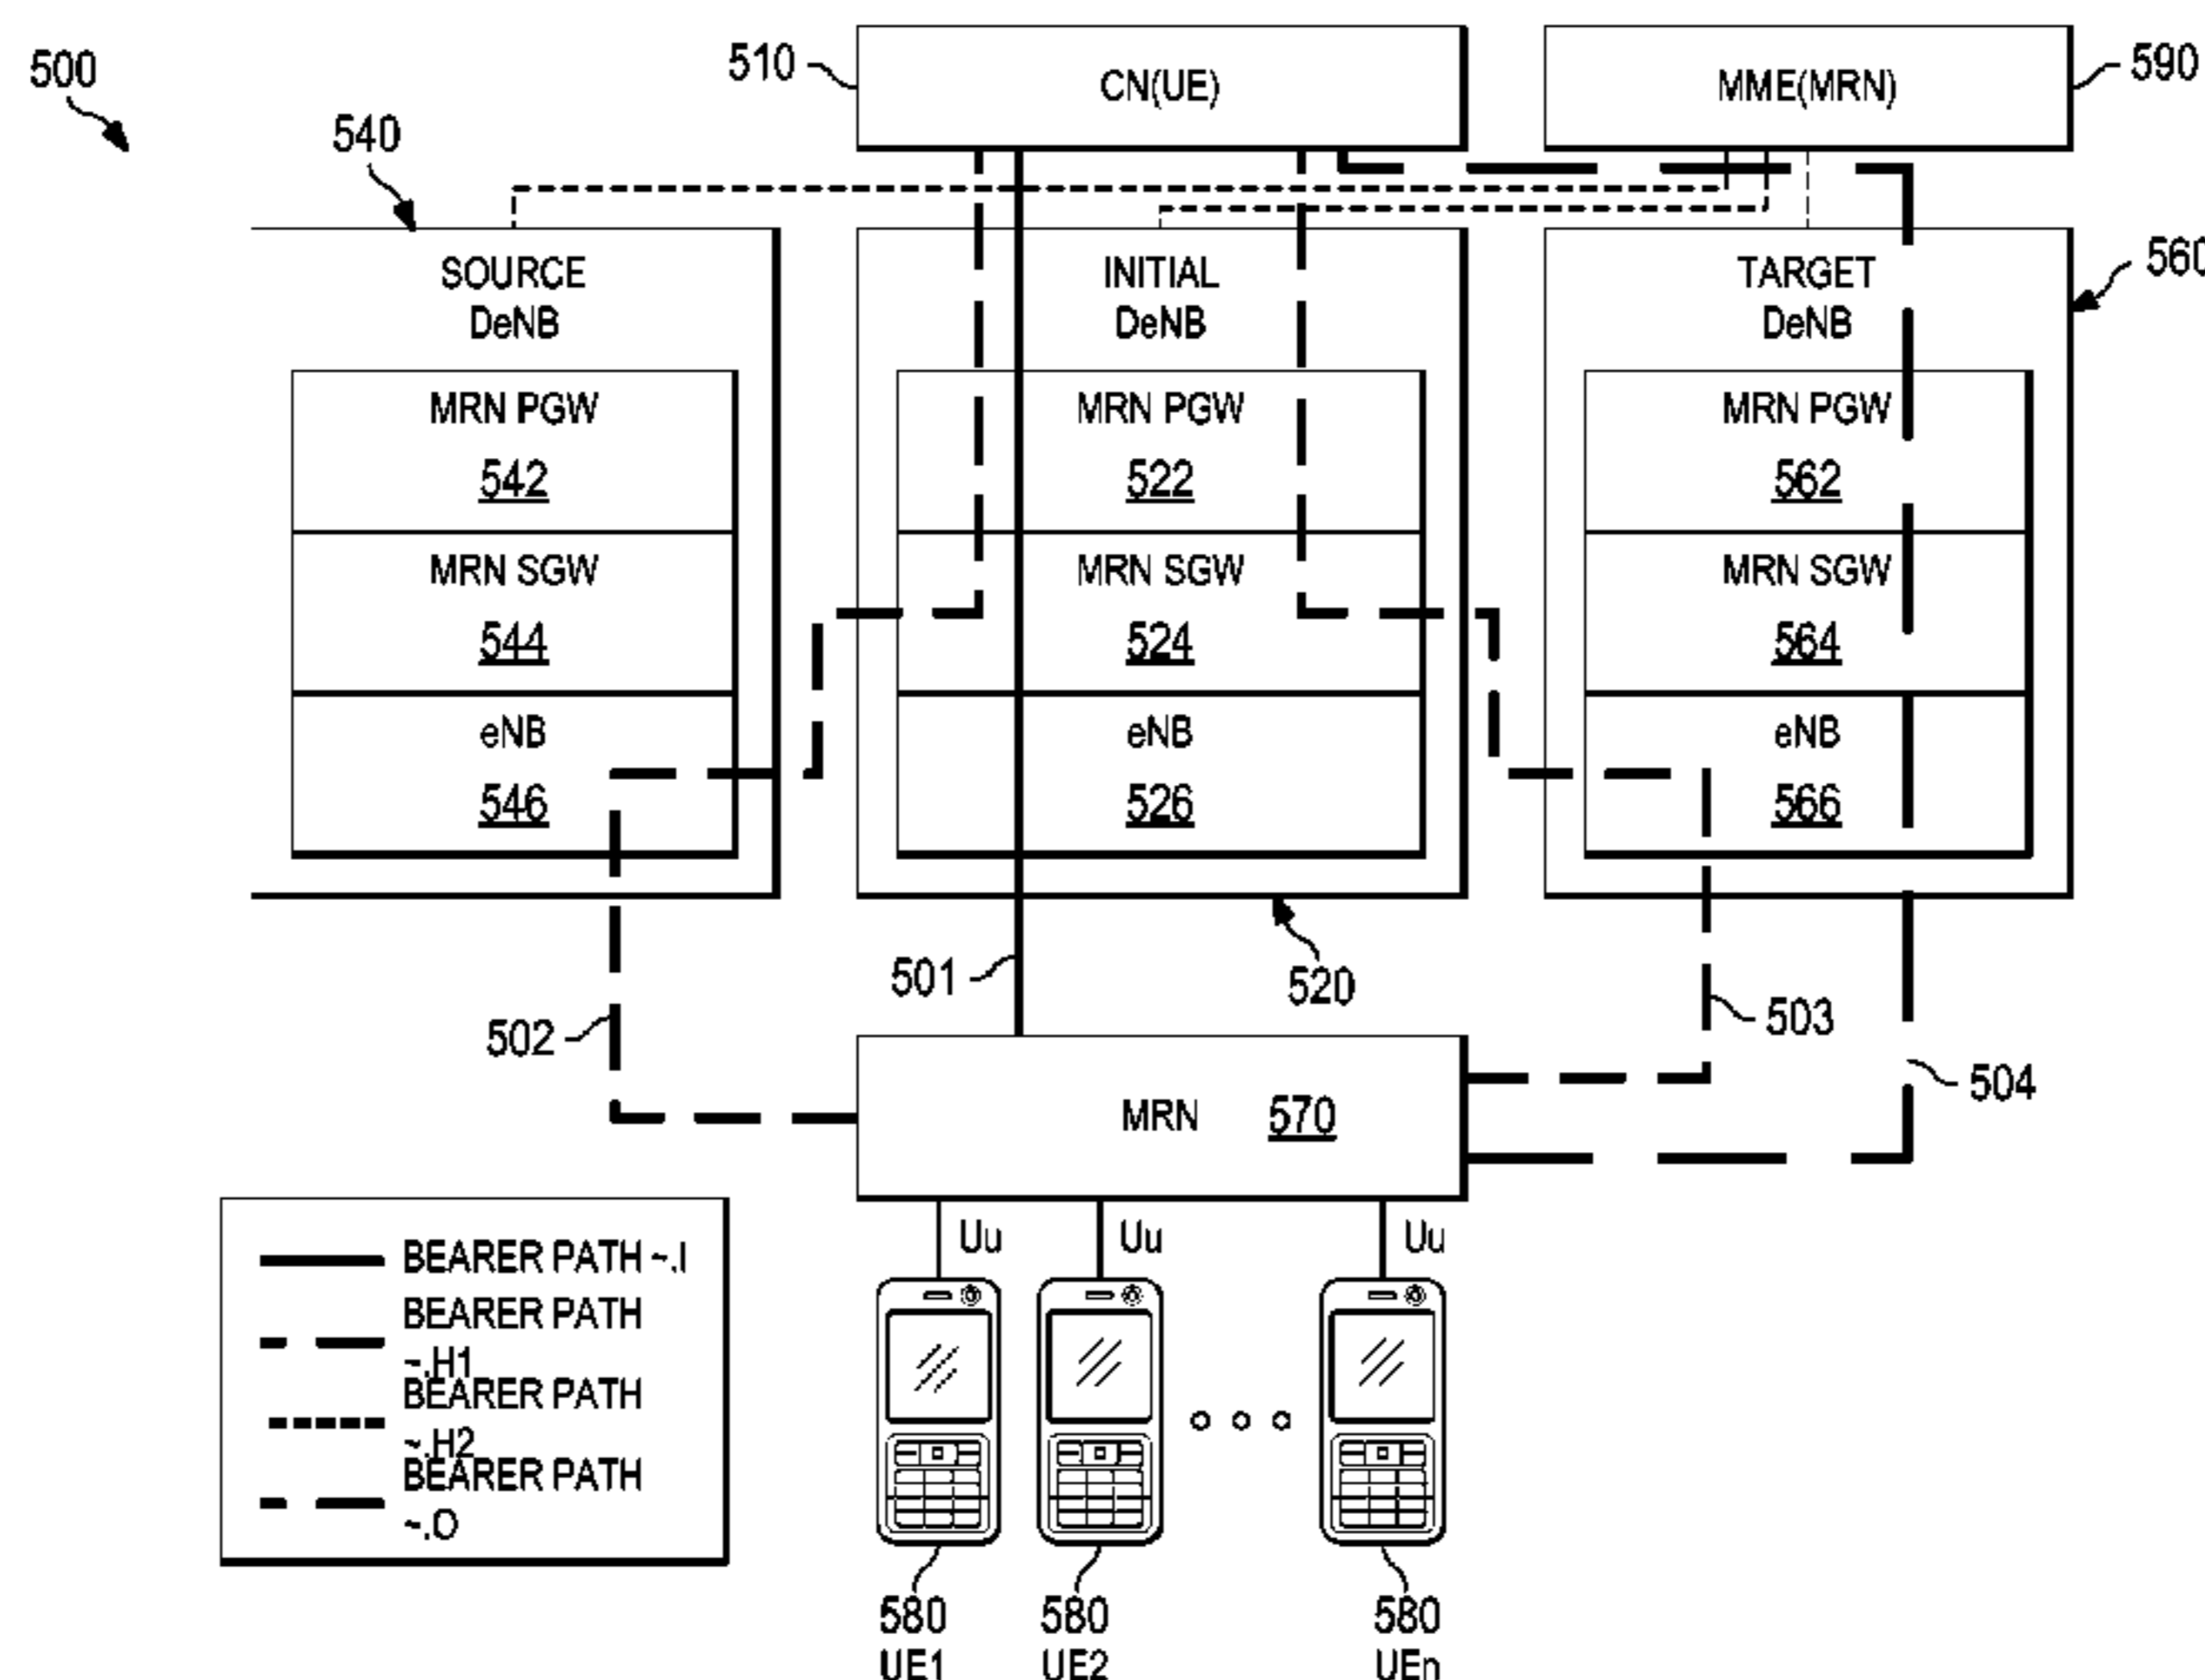 500
510
CN(UE)
MME(MRN)
590
540
560
SOURCE
DeNB
INITIAL
DeNB
TARGET
DeNB
MRN PGW
542
MRN PGW
522
MRN PGW
562
MRN SGW
544
MRN SGW
524
MRN SGW
564
eNB
546
eNB
526
eNB
566
501
520
502
503
504
MRN 570
Uu
Uu
Uu
BEARER PATH ~.I
BEARER PATH
~.H1
BEARER PATH
~.H2
BEARER PATH
~.O
580
UE1
580
UE2
580
UEn